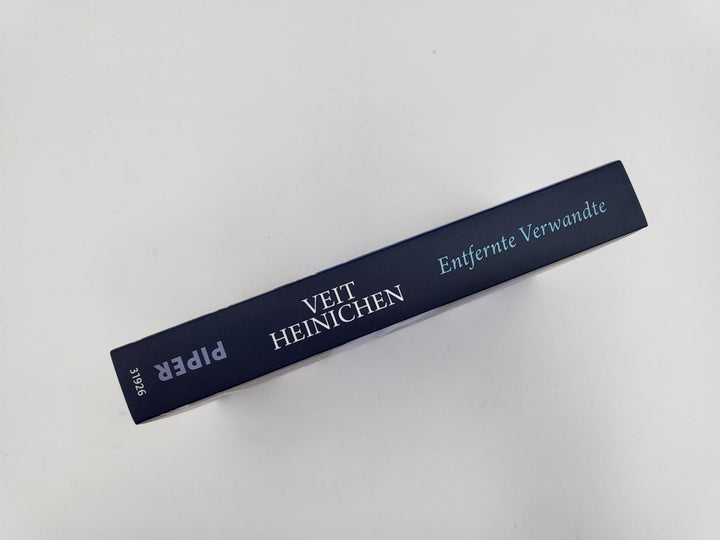 VEIT
HEINICHEN
Entfernte Verwandte
PIPER
31926